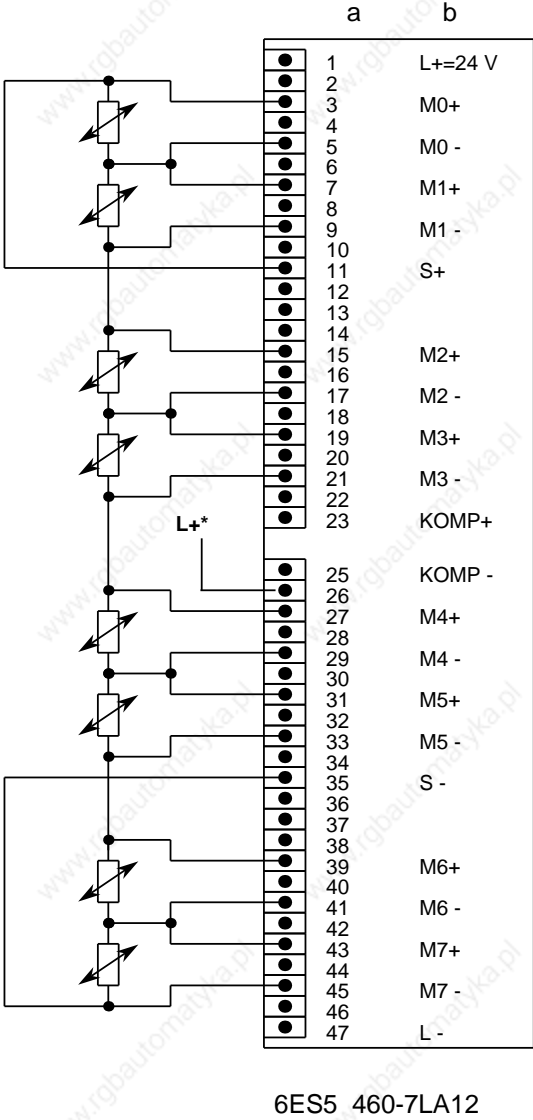 a b
1 L+=24 V
2
3 M0+
4
5 M0 -
6
7 M1+
8
9 M1 -
10
11 S+
12
13
14
15 M2+
16
17 M2 -
18
19 M3+
20
21 M3 -
22
23 KOMP+
L+*
25 KOMP -
26
27 M4+
28
29 M4 -
30
31 M5+
32
33 M5 -
34
35 S -
36
37
38
39 M6+
40
41 M6 -
42
43 M7+
44
45 M7 -
46
47 L -
6ES5 460-7LA12
www.rgbautomatyka.pl